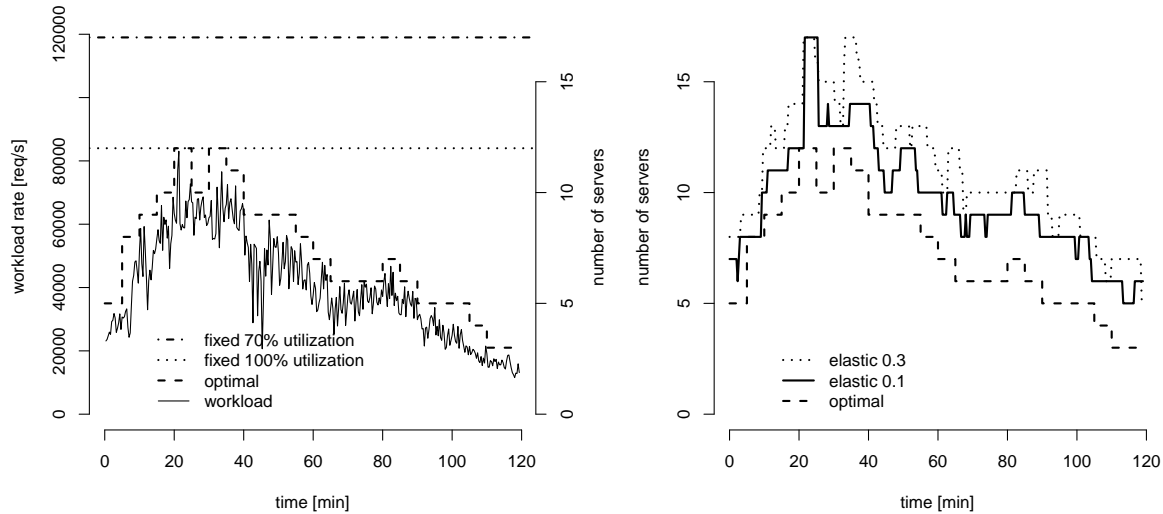 workload rate [req/s]
0
20000
40000
60000
80000
120000
fixed 70% utilization
fixed 100% utilization
optimal
workload
0
5
10
15
number of servers
0 20 40 60 80 100 120
time [min]
number of servers
0
5
10
15
elastic 0.3
elastic 0.1
optimal
0 20 40 60 80 100 120
time [min]